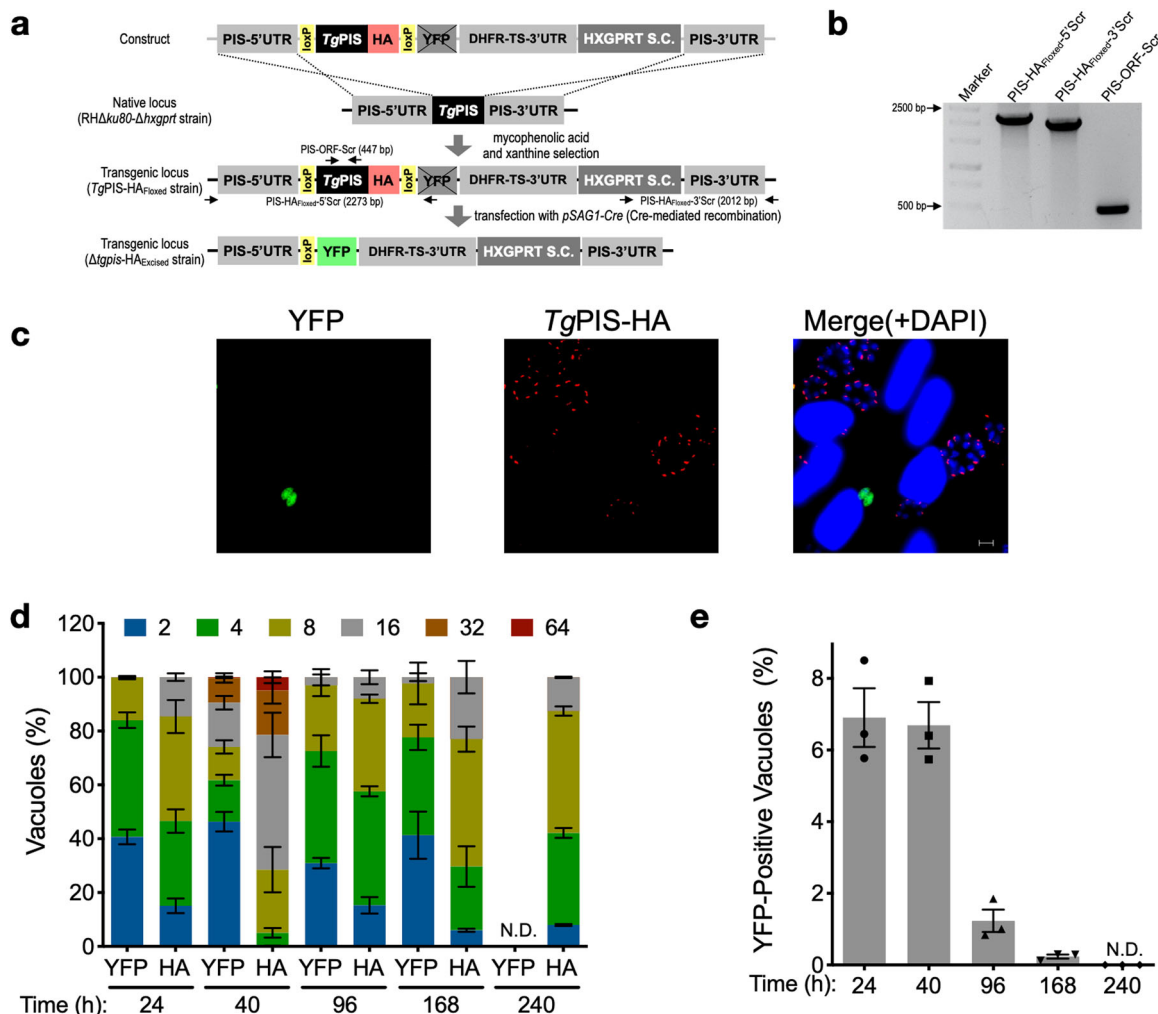 a
Construct
PIS-5'UTR loxP TgPIS HA loxP YFP DHFR-TS-3'UTR HXGPRT S.C. PIS-3'UTR
Native locus
(RHΔku80-Δhxgprt strain)
PIS-5'UTR TgPIS PIS-3'UTR
mycophenolic acid
and xanthine selection
PIS-ORF-Scr (447 bp)
Transgenic locus
(TgPIS-HAFloxed strain)
PIS-5'UTR loxP TgPIS HA loxP YFP DHFR-TS-3'UTR HXGPRT S.C. PIS-3'UTR
PIS-HAFloxed-5'Scr (2273 bp)
PIS-HAFloxed-3'Scr (2012 bp)
transfection with pSAG1-Cre (Cre-mediated recombination)
Transgenic locus
(Δtgpis-HAExcised strain)
PIS-5'UTR loxP YFP DHFR-TS-3'UTR HXGPRT S.C. PIS-3'UTR
b
Marker
PIS-HAFloxed-5'Scr
PIS-HAFloxed-3'Scr
PIS-ORF-Scr
2500 bp
500 bp
c
YFP
TgPIS-HA
Merge(+DAPI)
d
2 4 8 16 32 64
Vacuoles (%)
120
100
80
60
40
20
0
N.D.
YFP HA YFP HA YFP HA YFP HA YFP HA
Time (h): 24 40 96 168 240
e
YFP-Positive Vacuoles (%)
8
6
4
2
0
N.D.
Time (h): 24 40 96 168 240